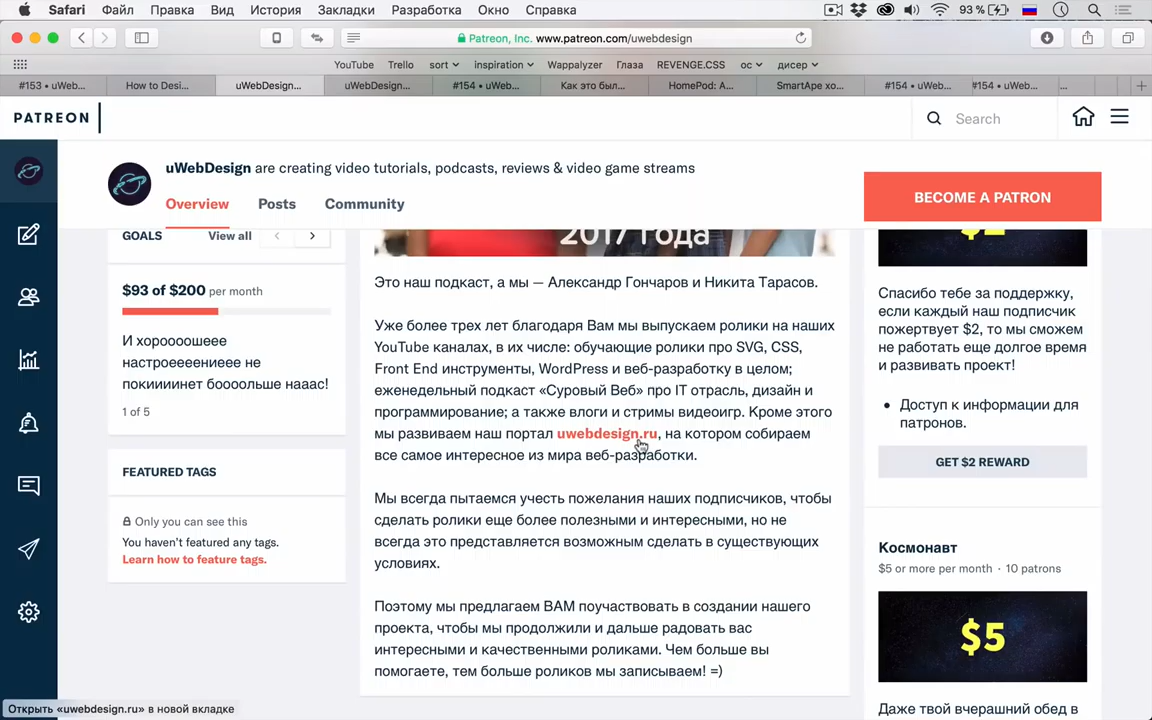 Safari Файл Правка Вид История Закладки Разработка Окно Справка 93 %
Patreon, Inc. www.patreon.com/uwebdesign
YouTube Trello sort inspiration Wappalyzer Глаза REVENGE.CSS ос дисер
#153 • uWeb... How to Desi... uWebDesign... uWebDesign... #154 • uWeb... Как это был... HomePod: A... SmartApe хо... #154 • uWeb... #154 • uWeb... ...
PATREON
Search
uWebDesign are creating video tutorials, podcasts, reviews & video game streams
Overview Posts Community
BECOME A PATRON
GOALS View all
$93 of $200 per month
И хороооошеее
настроеееениеее не
покиииинет боооольше нааас!
1 of 5
FEATURED TAGS
Only you can see this
You haven't featured any tags.
Learn how to feature tags.
2017 года
Это наш подкаст, а мы — Александр Гончаров и Никита Тарасов.
Уже более трех лет благодаря Вам мы выпускаем ролики на наших
YouTube каналах, в их числе: обучающие ролики про SVG, CSS,
Front End инструменты, WordPress и веб-разработку в целом;
еженедельный подкаст «Суровый Веб» про IT отрасль, дизайн и
программирование; а также влоги и стримы видеоигр. Кроме этого
мы развиваем наш портал uwebdesign.ru, на котором собираем
все самое интересное из мира веб-разработки.
Мы всегда пытаемся учесть пожелания наших подписчиков, чтобы
сделать ролики еще более полезными и интересными, но не
всегда это представляется возможным сделать в существующих
условиях.
Поэтому мы предлагаем ВАМ поучаствовать в создании нашего
проекта, чтобы мы продолжили и дальше радовать вас
интересными и качественными роликами. Чем больше вы
помогаете, тем больше роликов мы записываем! =)
$2
Спасибо тебе за поддержку,
если каждый наш подписчик
пожертвует $2, то мы сможем
не работать еще долгое время
и развивать проект!
• Доступ к информации для
патронов.
GET $2 REWARD
Космонавт
$5 or more per month · 10 patrons
$5
Даже твой вчерашний обед в
Открыть «uwebdesign.ru» в новой вкладке